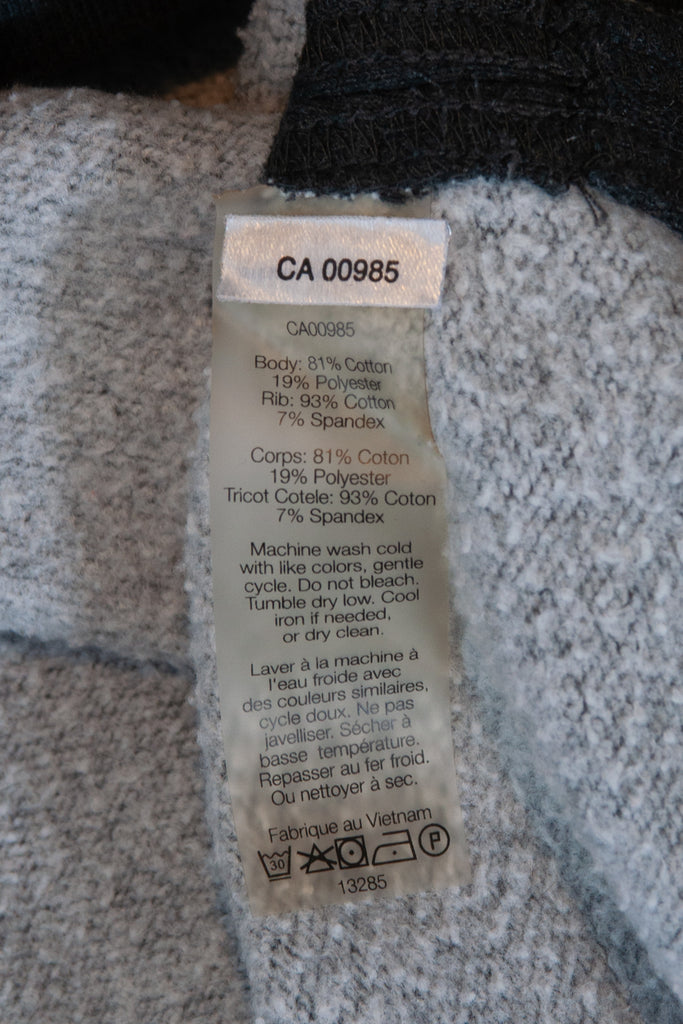 CA 00985
CA00985
Body: 81% Cotton
19% Polyester
Rib: 93% Cotton
7% Spandex
Corps: 81% Coton
19% Polyester
Tricot Cotele: 93% Coton
7% Spandex
Machine wash cold
with like colors, gentle
cycle. Do not bleach.
Tumble dry low. Cool
iron if needed,
or dry clean.
Laver à la machine à
l'eau froide avec
des couleurs similaires,
cycle doux. Ne pas
javelliser. Sécher à
basse température.
Repasser au fer froid.
Ou nettoyer à sec.
Fabrique au Vietnam
30 P
13285